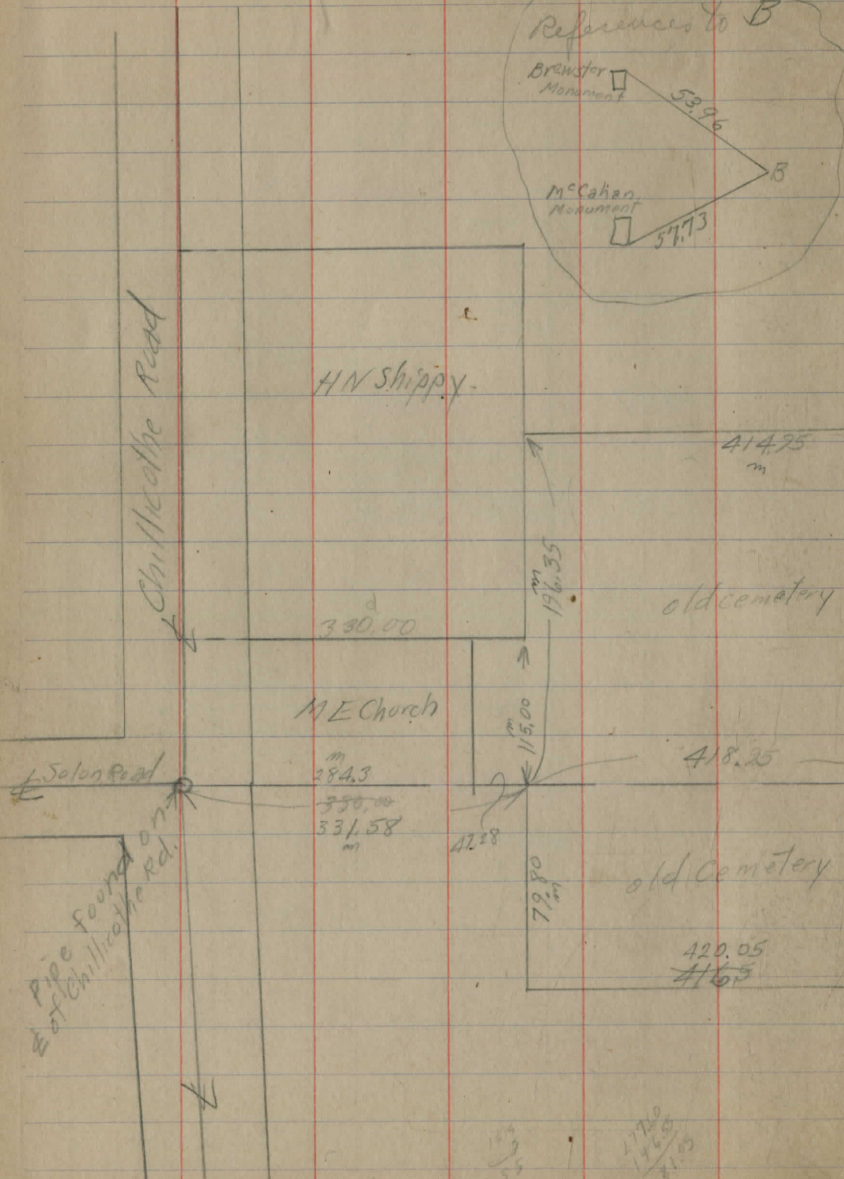 References to B
Brewster
Monument
53.96
B
McCahan
Monument
57.73
Chillicothe Road
HN Shippy.
414.95
m
m
196.35
old cemetery
d
330.00
M E Church
m
115.00
Solon Road
m
284.3
330.00
331.58
m
418.25
Pipe found on
℄ of Chillicothe Rd.
79.80
m
old Cemetery
420.05
416.5